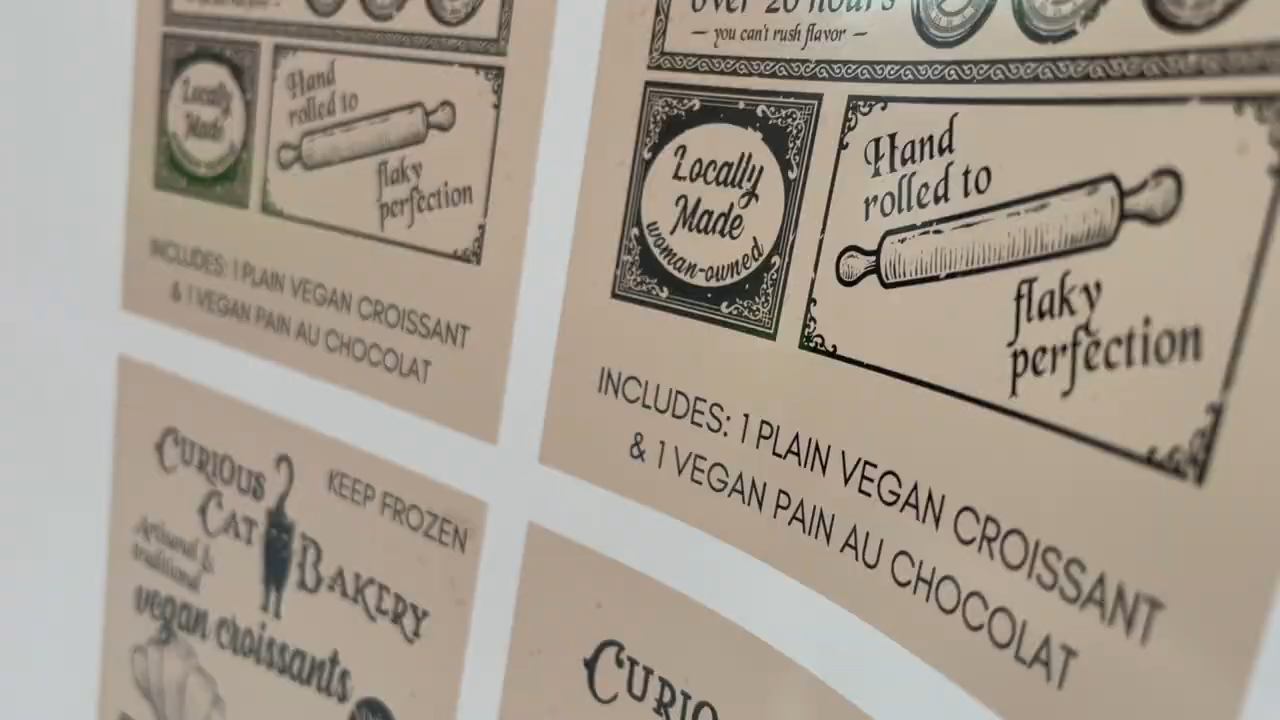 Locally
Made
Hand
rolled to
flaky
perfection
INCLUDES: 1 PLAIN VEGAN CROISSANT
& 1 VEGAN PAIN AU CHOCOLAT
over 20 hours
— you can't rush flavor —
Locally
Made
woman-owned
Hand
rolled to
flaky
perfection
INCLUDES: 1 PLAIN VEGAN CROISSANT
& 1 VEGAN PAIN AU CHOCOLAT
CURIOUS
CAT
BAKERY
KEEP FROZEN
Artisanal &
traditional
vegan croissants
CURIO